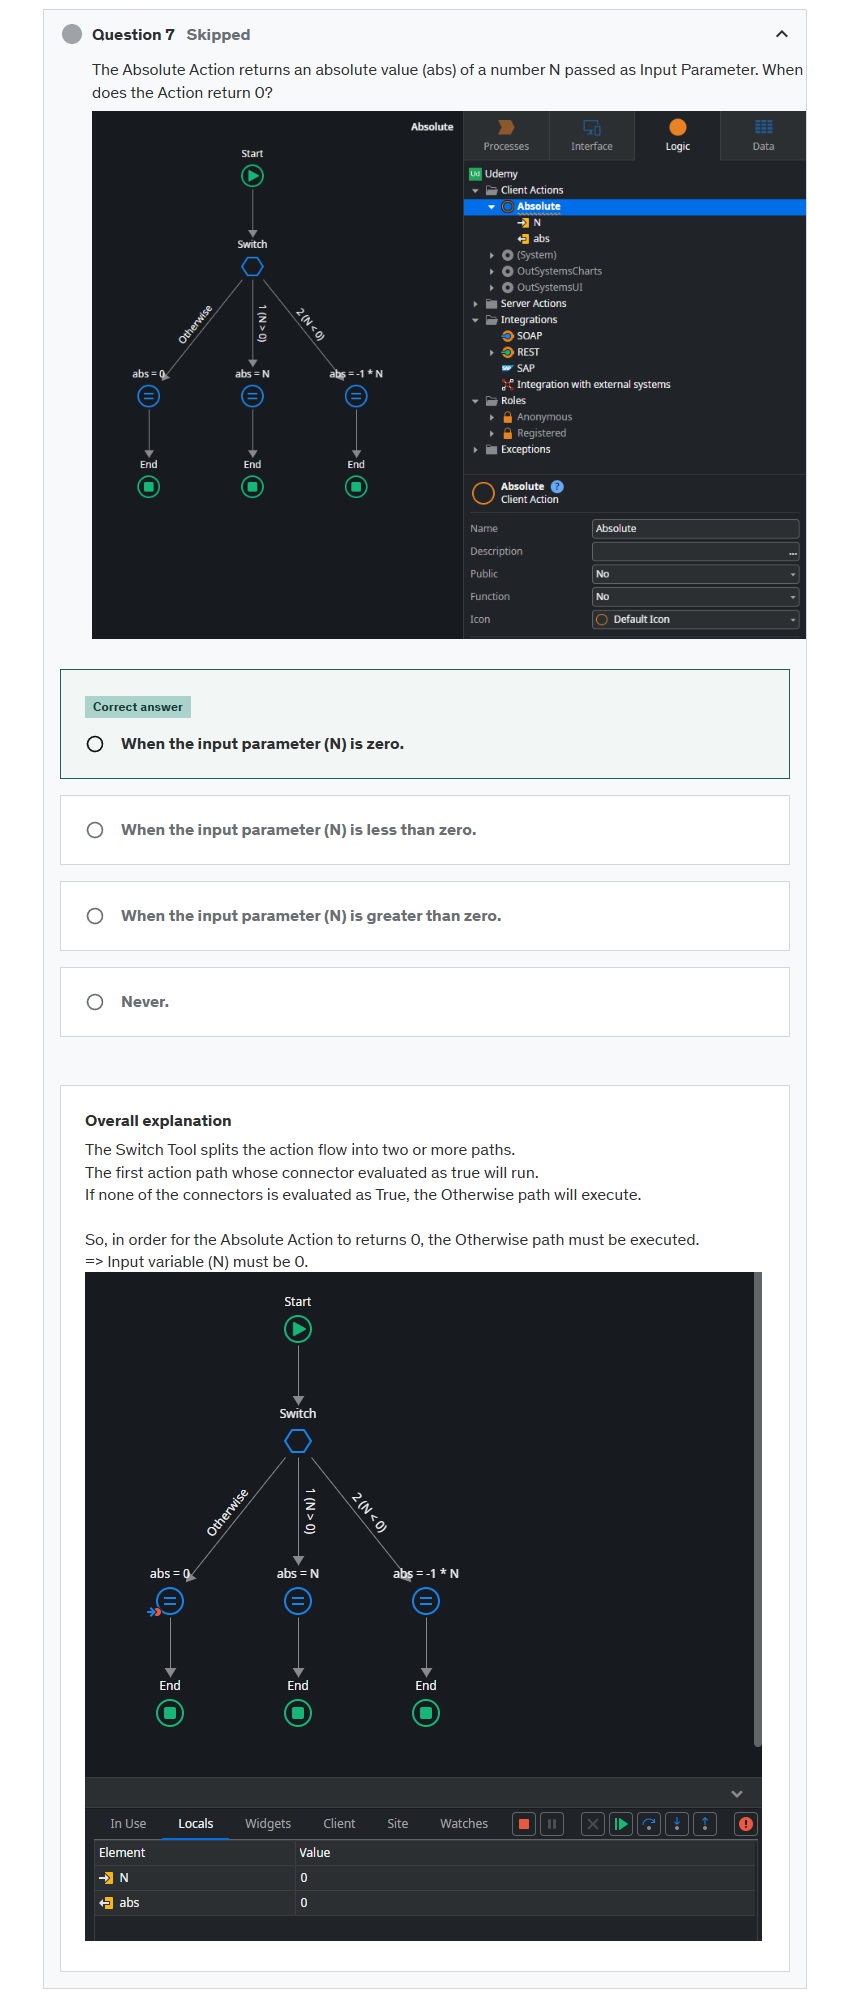 Question 7 Skipped
The Absolute Action returns an absolute value (abs) of a number N passed as Input Parameter. When
does the Action return 0?
Absolute
Start
Switch
Otherwise
1 (N > 0)
2 (N < 0)
abs = 0
abs = N
abs = -1 * N
End
End
End
Processes
Interface
Logic
Data
Ud Udemy
Client Actions
Absolute
N
abs
(System)
OutSystemsCharts
OutSystemsUI
Server Actions
Integrations
SOAP
REST
SAP SAP
Integration with external systems
Roles
Anonymous
Registered
Exceptions
Absolute ?
Client Action
Name Absolute
Description ...
Public No
Function No
Icon Default Icon
Correct answer
When the input parameter (N) is zero.
When the input parameter (N) is less than zero.
When the input parameter (N) is greater than zero.
Never.
Overall explanation
The Switch Tool splits the action flow into two or more paths.
The first action path whose connector evaluated as true will run.
If none of the connectors is evaluated as True, the Otherwise path will execute.
So, in order for the Absolute Action to returns 0, the Otherwise path must be executed.
=> Input variable (N) must be 0.
Start
Switch
Otherwise
1 (N > 0)
2 (N < 0)
abs = 0
abs = N
abs = -1 * N
End
End
End
In Use Locals Widgets Client Site Watches
Element Value
N 0
abs 0